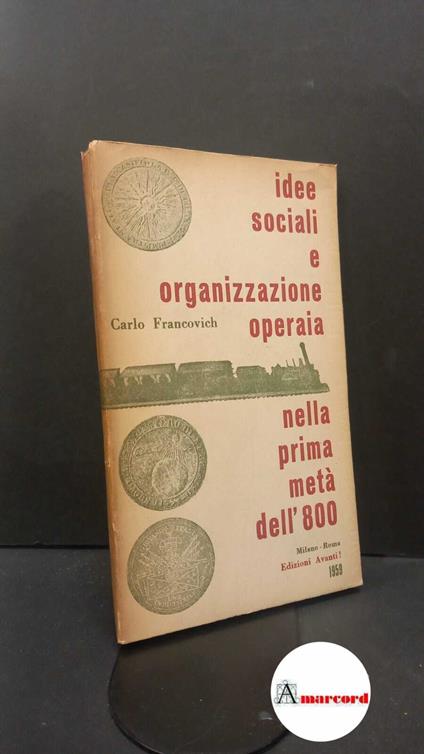 idee
sociali
e
organizzazione
Carlo Francovich operaia
nella
prima
metà
dell'800
Milano - Roma
Edizioni Avanti!
1959
Amarcord